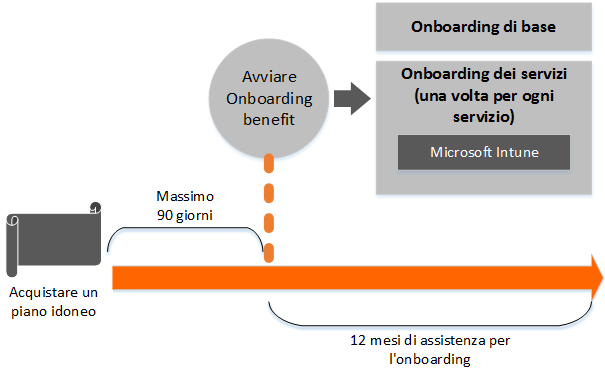 Onboarding di base
Avviare
Onboarding
benefit
Onboarding dei servizi
(una volta per ogni
servizio)
Microsoft Intune
Massimo
90 giorni
Acquistare un
piano idoneo
12 mesi di assistenza per
l'onboarding